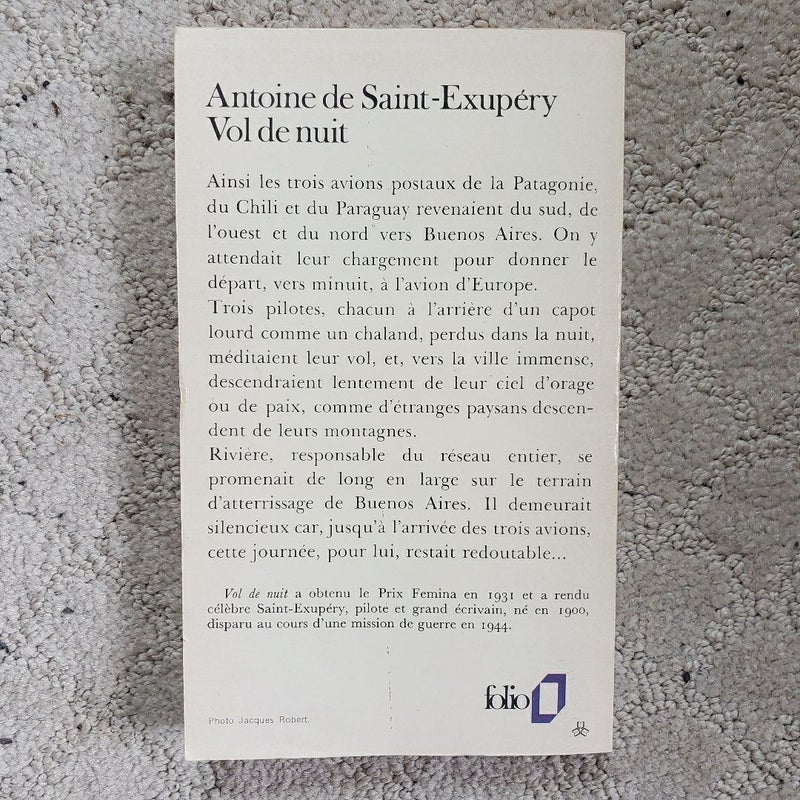 Antoine de Saint-Exupéry
Vol de nuit
Ainsi les trois avions postaux de la Patagonie,
du Chili et du Paraguay revenaient du sud, de
l'ouest et du nord vers Buenos Aires. On y
attendait leur chargement pour donner le
départ, vers minuit, à l'avion d'Europe.
Trois pilotes, chacun à l'arrière d'un capot
lourd comme un chaland, perdus dans la nuit,
méditaient leur vol, et, vers la ville immense,
descendraient lentement de leur ciel d'orage
ou de paix, comme d'étranges paysans descen-
dent de leurs montagnes.
Rivière, responsable du réseau entier, se
promenait de long en large sur le terrain
d'atterrissage de Buenos Aires. Il demeurait
silencieux car, jusqu'à l'arrivée des trois avions,
cette journée, pour lui, restait redoutable...
Vol de nuit a obtenu le Prix Femina en 1931 et a rendu
célèbre Saint-Exupéry, pilote et grand écrivain, né en 1900,
disparu au cours d'une mission de guerre en 1944.
folio
Photo Jacques Robert.